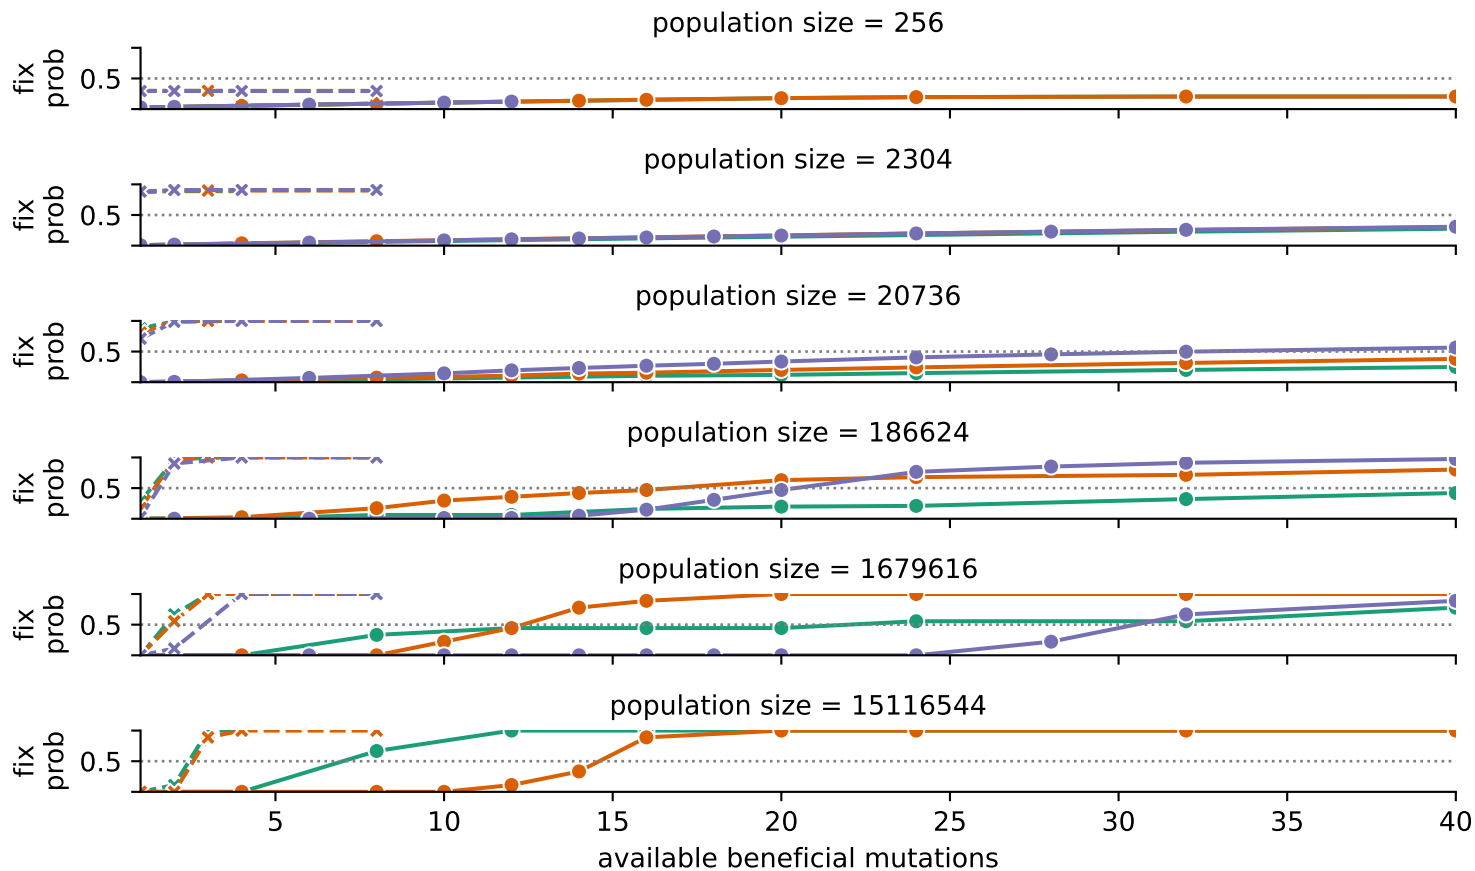 population size = 256
fix
prob
0.5
population size = 2304
fix
prob
0.5
population size = 20736
fix
prob
0.5
population size = 186624
fix
prob
0.5
population size = 1679616
fix
prob
0.5
population size = 15116544
fix
prob
0.5
5 10 15 20 25 30 35 40
available beneficial mutations